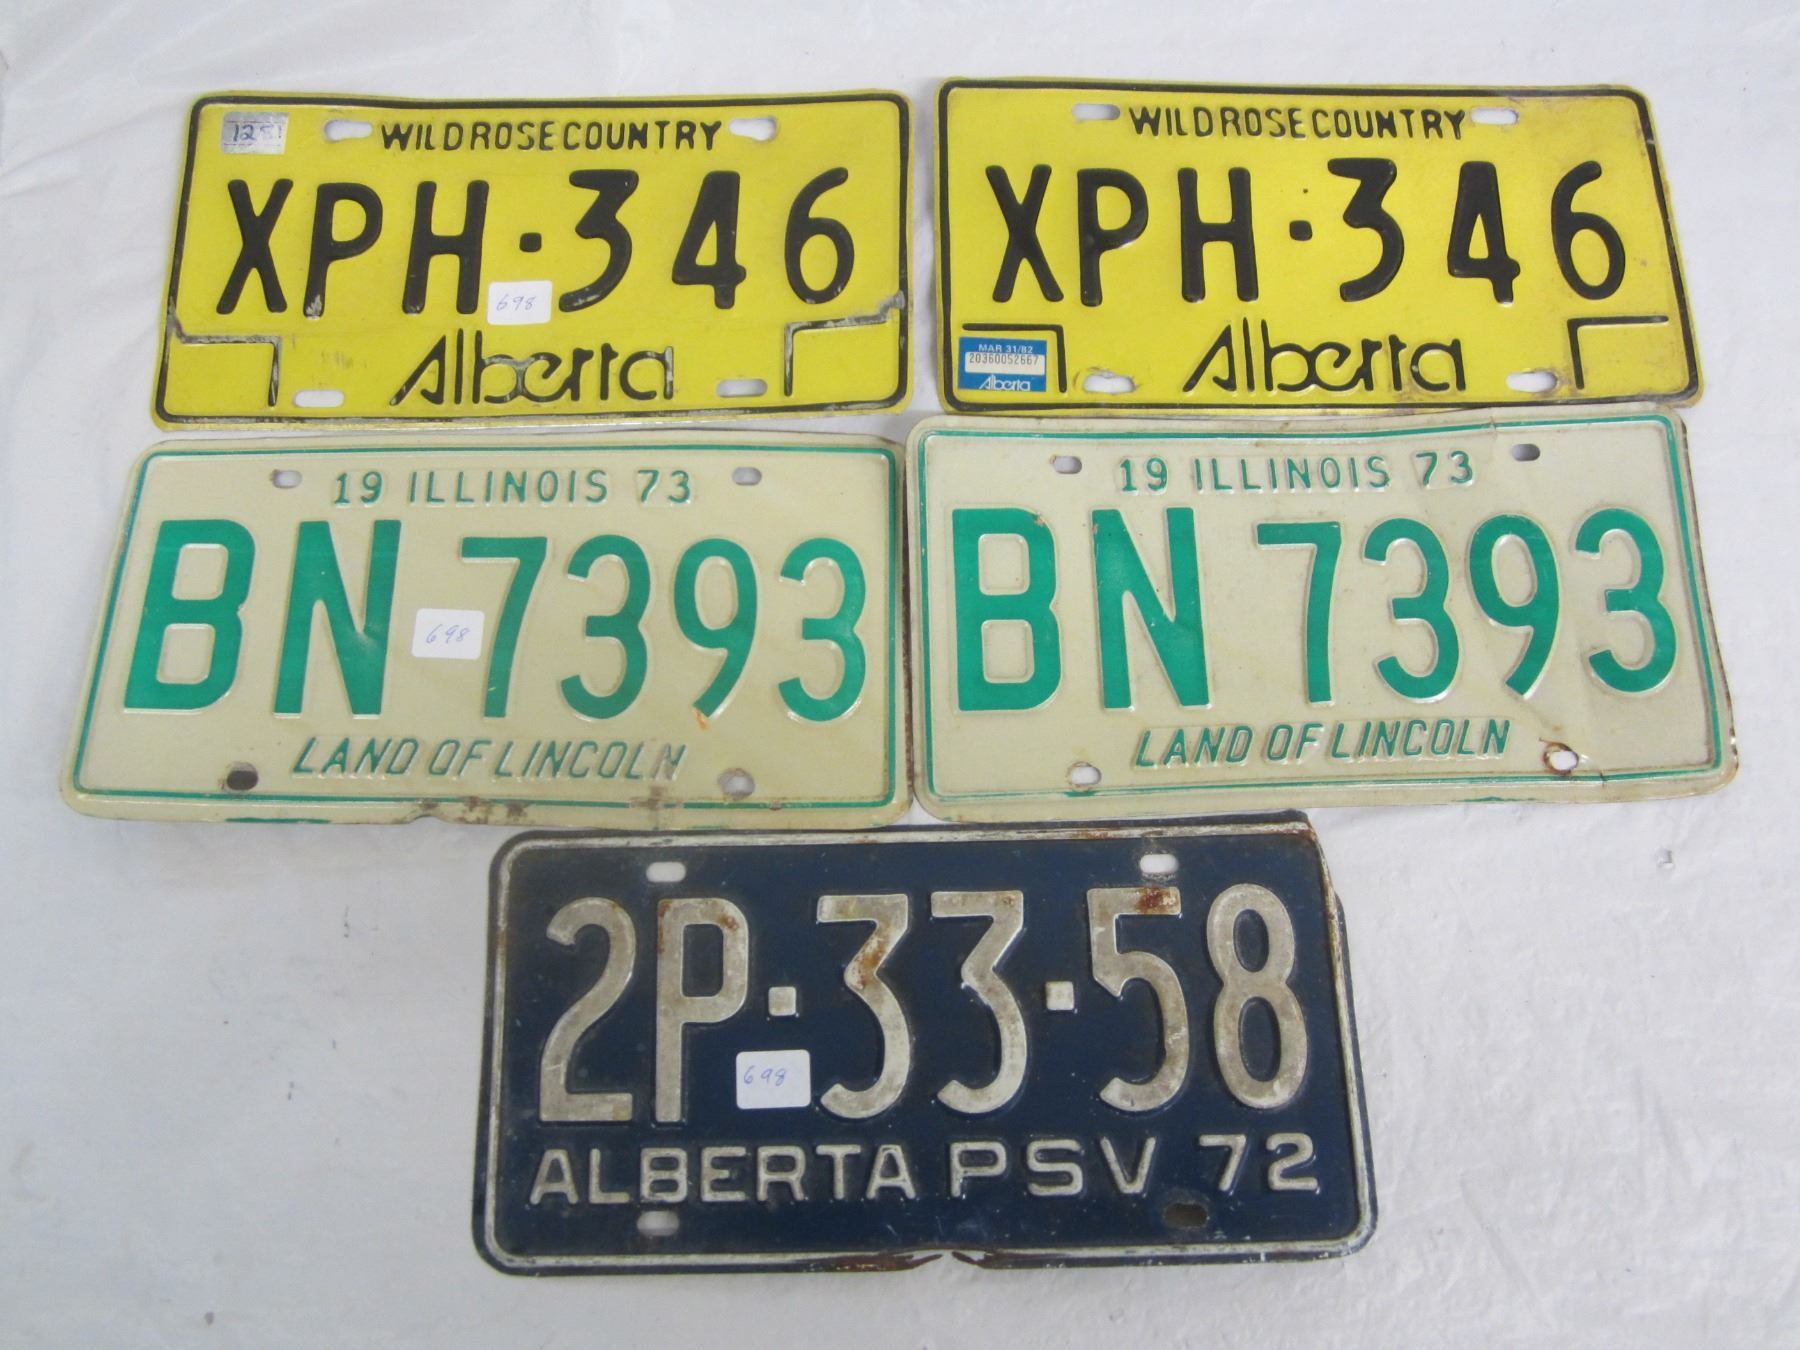 1281
WILD ROSE COUNTRY
XPH·346
698
Alberta
WILD ROSE COUNTRY
XPH·346
MAR 31/82
20360052667
Alberta
Alberta
19 ILLINOIS 73
BN 7393
698
LAND OF LINCOLN
19 ILLINOIS 73
BN 7393
LAND OF LINCOLN
2P·33·58
698
ALBERTA PSV 72